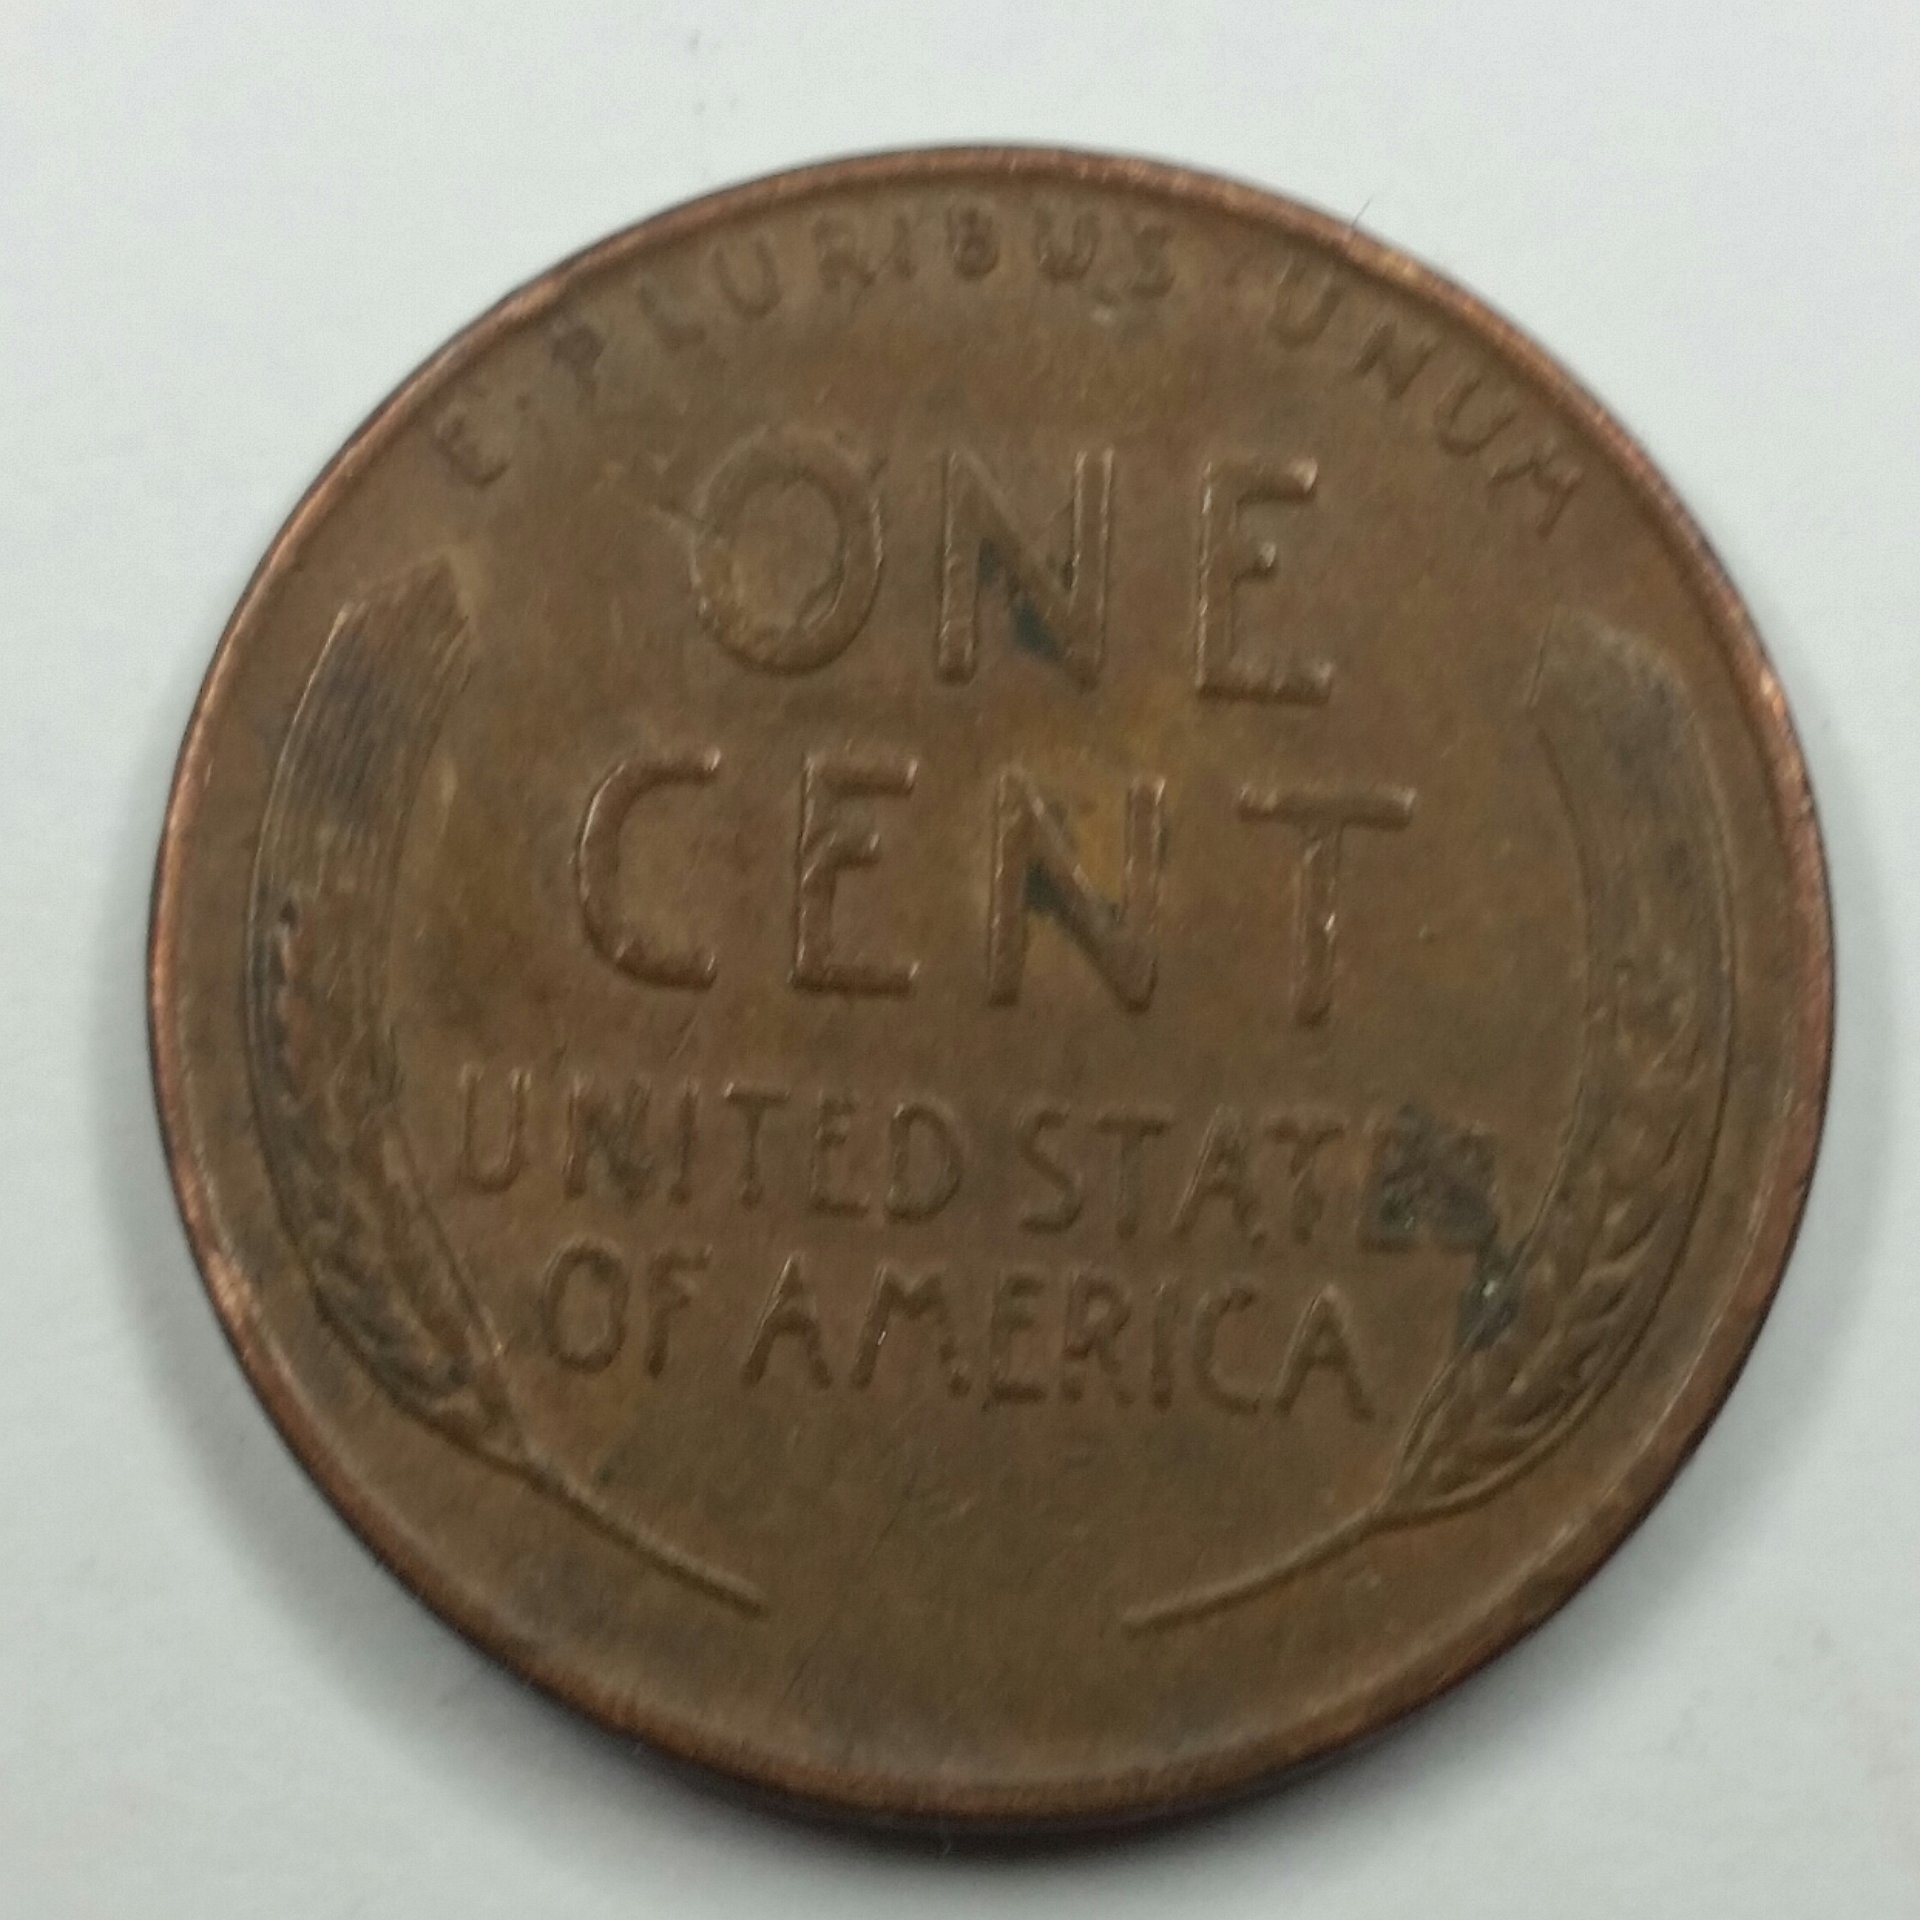 E·PLURIBUS·UNUM
ONE
CENT
UNITED STATES
OF AMERICA